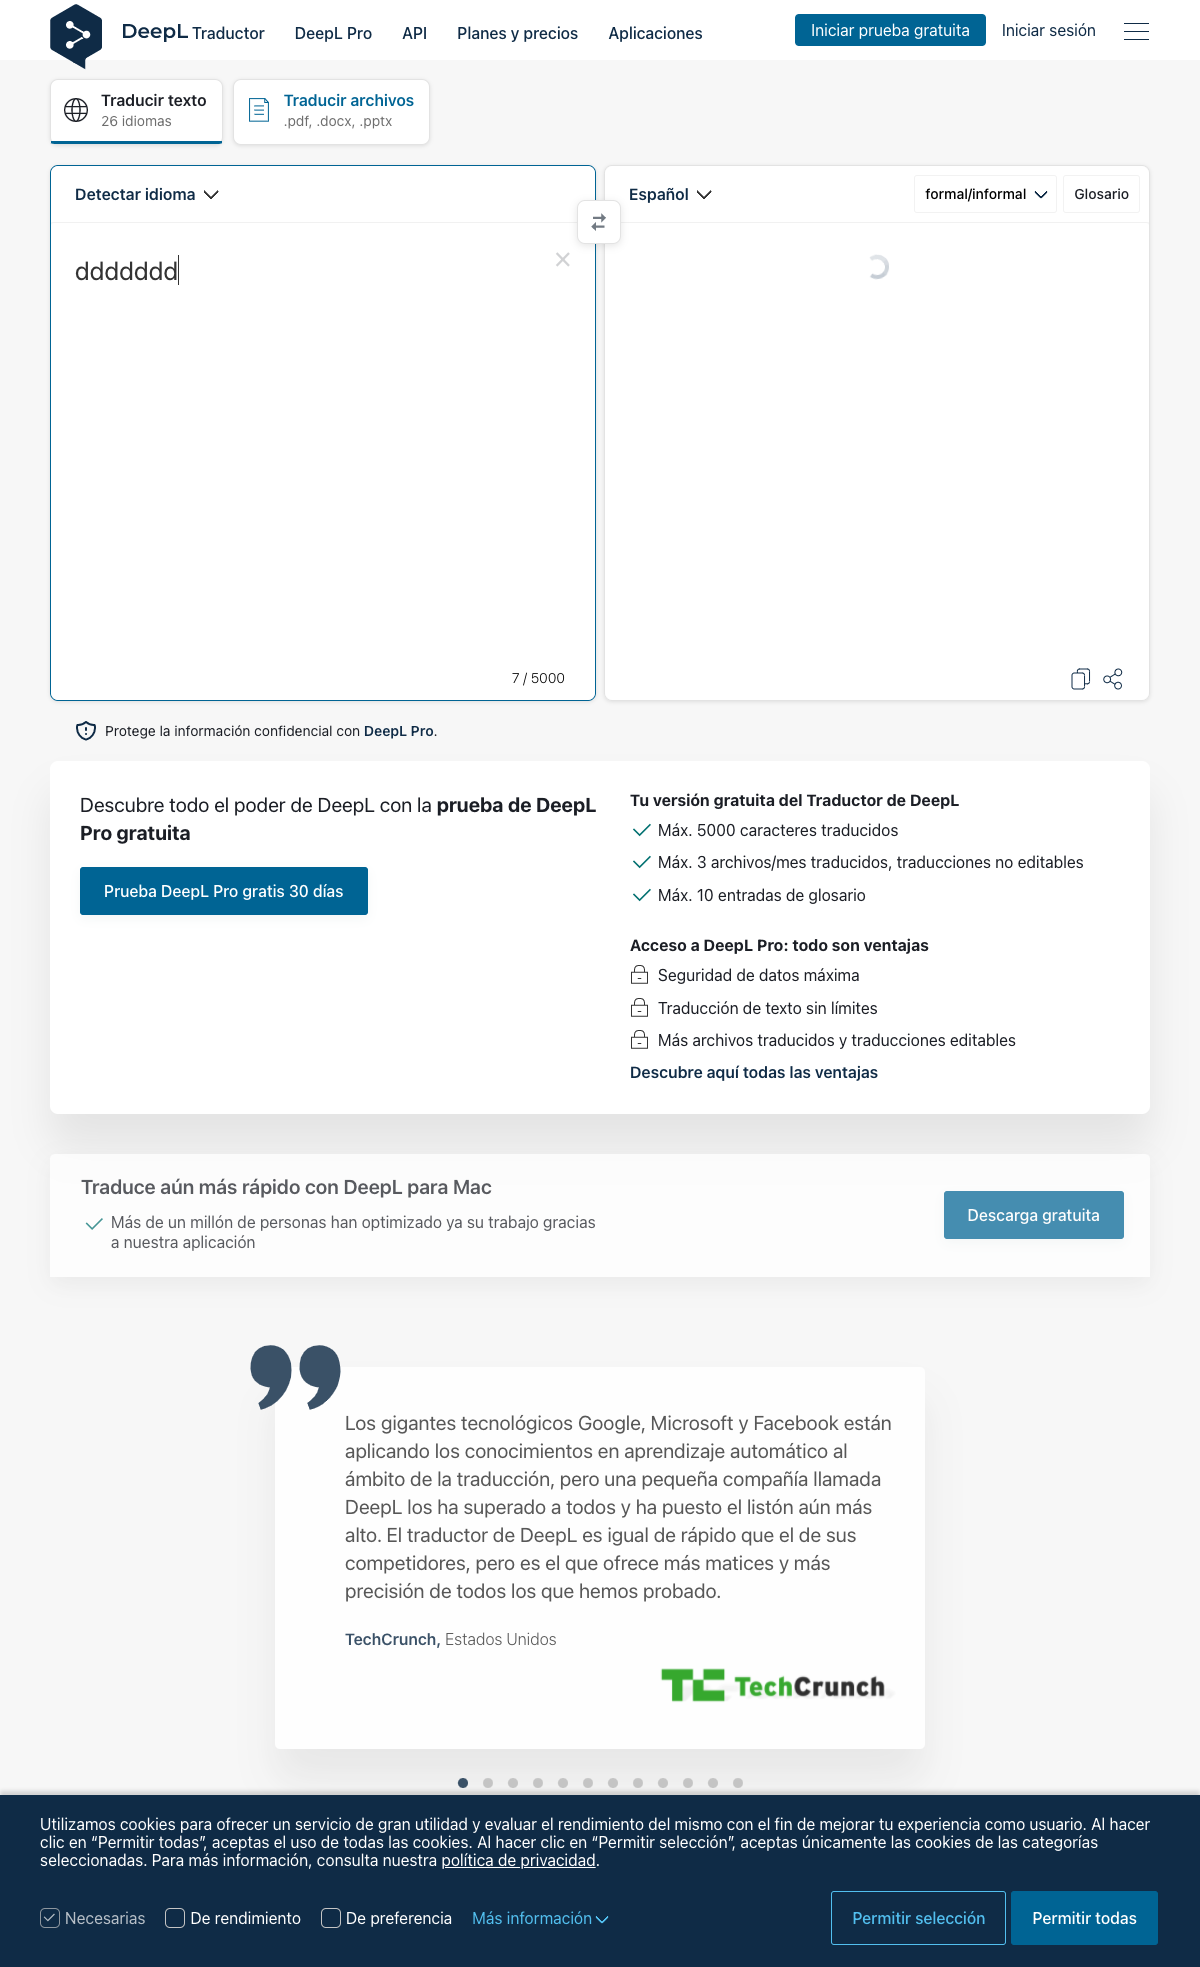 DeepL Traductor DeepL Pro API Planes y precios Aplicaciones Iniciar prueba gratuita Iniciar sesión
Traducir texto
26 idiomas
Traducir archivos
.pdf, .docx, .pptx
Detectar idioma
Español formal/informal Glosario
ddddddd
7 / 5000
Protege la información confidencial con DeepL Pro.
Descubre todo el poder de DeepL con la prueba de DeepL
Pro gratuita
Prueba DeepL Pro gratis 30 días
Tu versión gratuita del Traductor de DeepL
Máx. 5000 caracteres traducidos
Máx. 3 archivos/mes traducidos, traducciones no editables
Máx. 10 entradas de glosario
Acceso a DeepL Pro: todo son ventajas
Seguridad de datos máxima
Traducción de texto sin límites
Más archivos traducidos y traducciones editables
Descubre aquí todas las ventajas
Traduce aún más rápido con DeepL para Mac
Más de un millón de personas han optimizado ya su trabajo gracias
a nuestra aplicación
Descarga gratuita
Los gigantes tecnológicos Google, Microsoft y Facebook están
aplicando los conocimientos en aprendizaje automático al
ámbito de la traducción, pero una pequeña compañía llamada
DeepL los ha superado a todos y ha puesto el listón aún más
alto. El traductor de DeepL es igual de rápido que el de sus
competidores, pero es el que ofrece más matices y más
precisión de todos los que hemos probado.
TechCrunch, Estados Unidos
TC TechCrunch
Utilizamos cookies para ofrecer un servicio de gran utilidad y evaluar el rendimiento del mismo con el fin de mejorar tu experiencia como usuario. Al hacer
clic en “Permitir todas”, aceptas el uso de todas las cookies. Al hacer clic en “Permitir selección”, aceptas únicamente las cookies de las categorías
seleccionadas. Para más información, consulta nuestra política de privacidad.
Necesarias De rendimiento De preferencia Más información Permitir selección Permitir todas